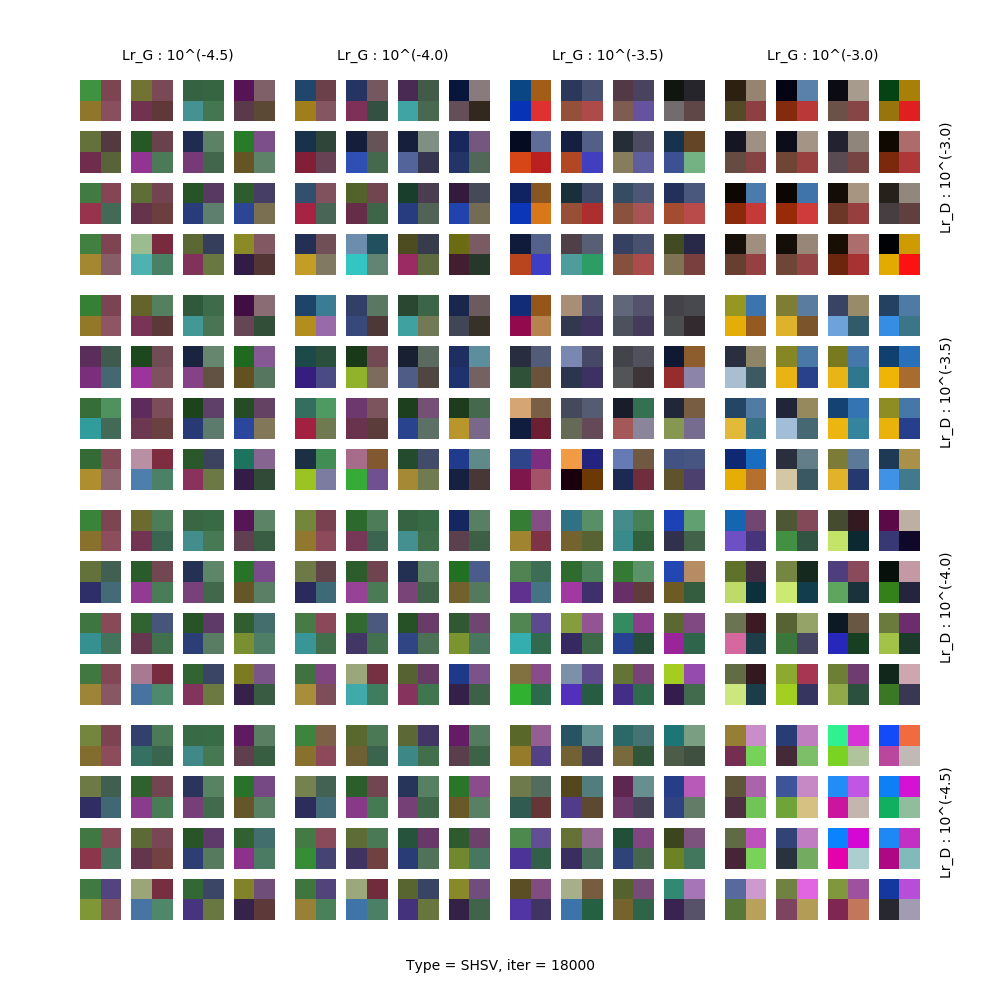 Lr_G : 10^(-4.5)
Lr_G : 10^(-4.0)
Lr_G : 10^(-3.5)
Lr_G : 10^(-3.0)
Lr_D : 10^(-3.0)
Lr_D : 10^(-3.5)
Lr_D : 10^(-4.0)
Lr_D : 10^(-4.5)
Type = SHSV, iter = 18000